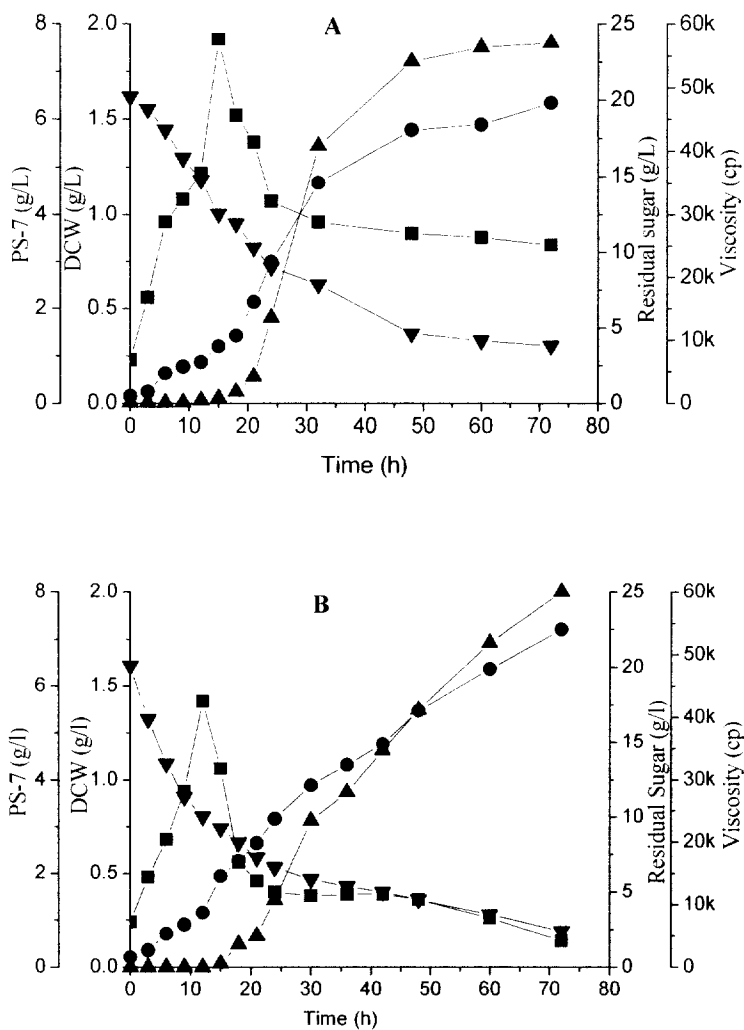 A
8
6
4
2
0
PS-7 (g/L)
2.0
1.5
1.0
0.5
0.0
DCW (g/L)
25
20
15
10
5
0
Residual sugar (g/L)
60k
50k
40k
30k
20k
10k
0
Viscosity (cp)
0 10 20 30 40 50 60 70 80
Time (h)
B
8
6
4
2
0
PS-7 (g/l)
2.0
1.5
1.0
0.5
0.0
DCW (g/l)
25
20
15
10
5
0
Residual Sugar (g/l)
60k
50k
40k
30k
20k
10k
0
Viscosity (cp)
0 10 20 30 40 50 60 70 80
Time (h)